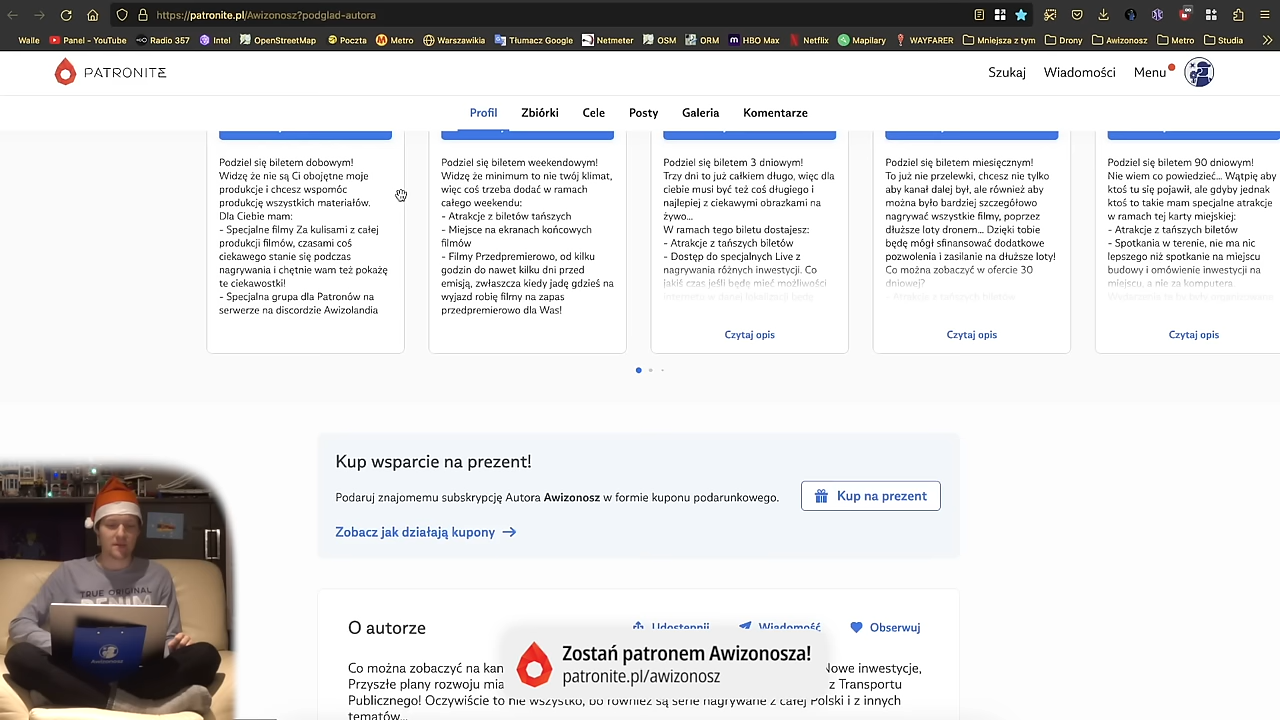 https://patronite.pl/Awizonosz?podglad-autora
Walle
Panel - YouTube
Radio 357
Intel
OpenStreetMap
Poczta
Metro
Warszawikia
Tłumacz Google
Netmeter
OSM
ORM
HBO Max
Netflix
Mapilary
WAYFARER
Mniejsza z tym
Drony
Awizonosz
Metro
Studia
PATRONITE
Szukaj
Wiadomości
Menu
Profil
Zbiórki
Cele
Posty
Galeria
Komentarze
Podziel się biletem dobowym!
Widzę że nie są Ci obojętne moje
produkcje i chcesz wspomóc
produkcję wszystkich materiałów.
Dla Ciebie mam:
- Specjalne filmy Za kulisami z całej
produkcji filmów, czasami coś
ciekawego stanie się podczas
nagrywania i chętnie wam też pokażę
te ciekawostki!
- Specjalna grupa dla Patronów na
serwerze na discordzie Awizolandia
Podziel się biletem weekendowym!
Widzę że minimum to nie twój klimat,
więc coś trzeba dodać w ramach
całego weekendu:
- Atrakcje z biletów tańszych
- Miejsce na ekranach końcowych
filmów
- Filmy Przedpremierowo, od kilku
godzin do nawet kilku dni przed
emisją, zwłaszcza kiedy jadę gdzieś na
wyjazd robię filmy na zapas
przedpremierowo dla Was!
Podziel się biletem 3 dniowym!
Trzy dni to już całkiem długo, więc dla
ciebie musi być też coś długiego i
najlepiej z ciekawymi obrazkami na
żywo...
W ramach tego biletu dostajesz:
- Atrakcje z tańszych biletów
- Dostęp do specjalnych Live z
nagrywania różnych inwestycji. Co
jakiś czas jeśli będę mieć możliwości
Czytaj opis
Podziel się biletem miesięcznym!
To już nie przelewki, chcesz nie tylko
aby kanał dalej był, ale również aby
można było bardziej szczegółowo
nagrywać wszystkie filmy, poprzez
dłuższe loty dronem... Dzięki tobie
będę mógł sfinansować dodatkowe
pozwolenia i zasilanie na dłuższe loty!
Co można zobaczyć w ofercie 30
dniowej?
- Atrakcje z tańszych biletów
Czytaj opis
Podziel się biletem 90 dniowym!
Nie wiem co powiedzieć... Wątpię aby
ktoś tu się pojawił, ale gdyby jednak
ktoś to takie mam specjalne atrakcje
w ramach tej karty miejskiej:
- Atrakcje z tańszych biletów
- Spotkania w terenie, nie ma nic
lepszego niż spotkanie na miejscu
budowy i omówienie inwestycji na
miejscu, a nie za komputera.
Czytaj opis
Kup wsparcie na prezent!
Podaruj znajomemu subskrypcję Autora Awizonosz w formie kuponu podarunkowego.
Kup na prezent
Zobacz jak działają kupony
O autorze
Udostępnij
Wiadomość
Obserwuj
Co można zobaczyć na kan
Nowe inwestycje,
Przyszłe plany rozwoju mia
z Transportu
Publicznego! Oczywiście to nie wszystko, bo również są serie nagrywane z całej Polski i z innych
tematów...
Zostań patronem Awizonosza!
patronite.pl/awizonosz
TRUE ORIGINAL
DENIM
Awizonosz